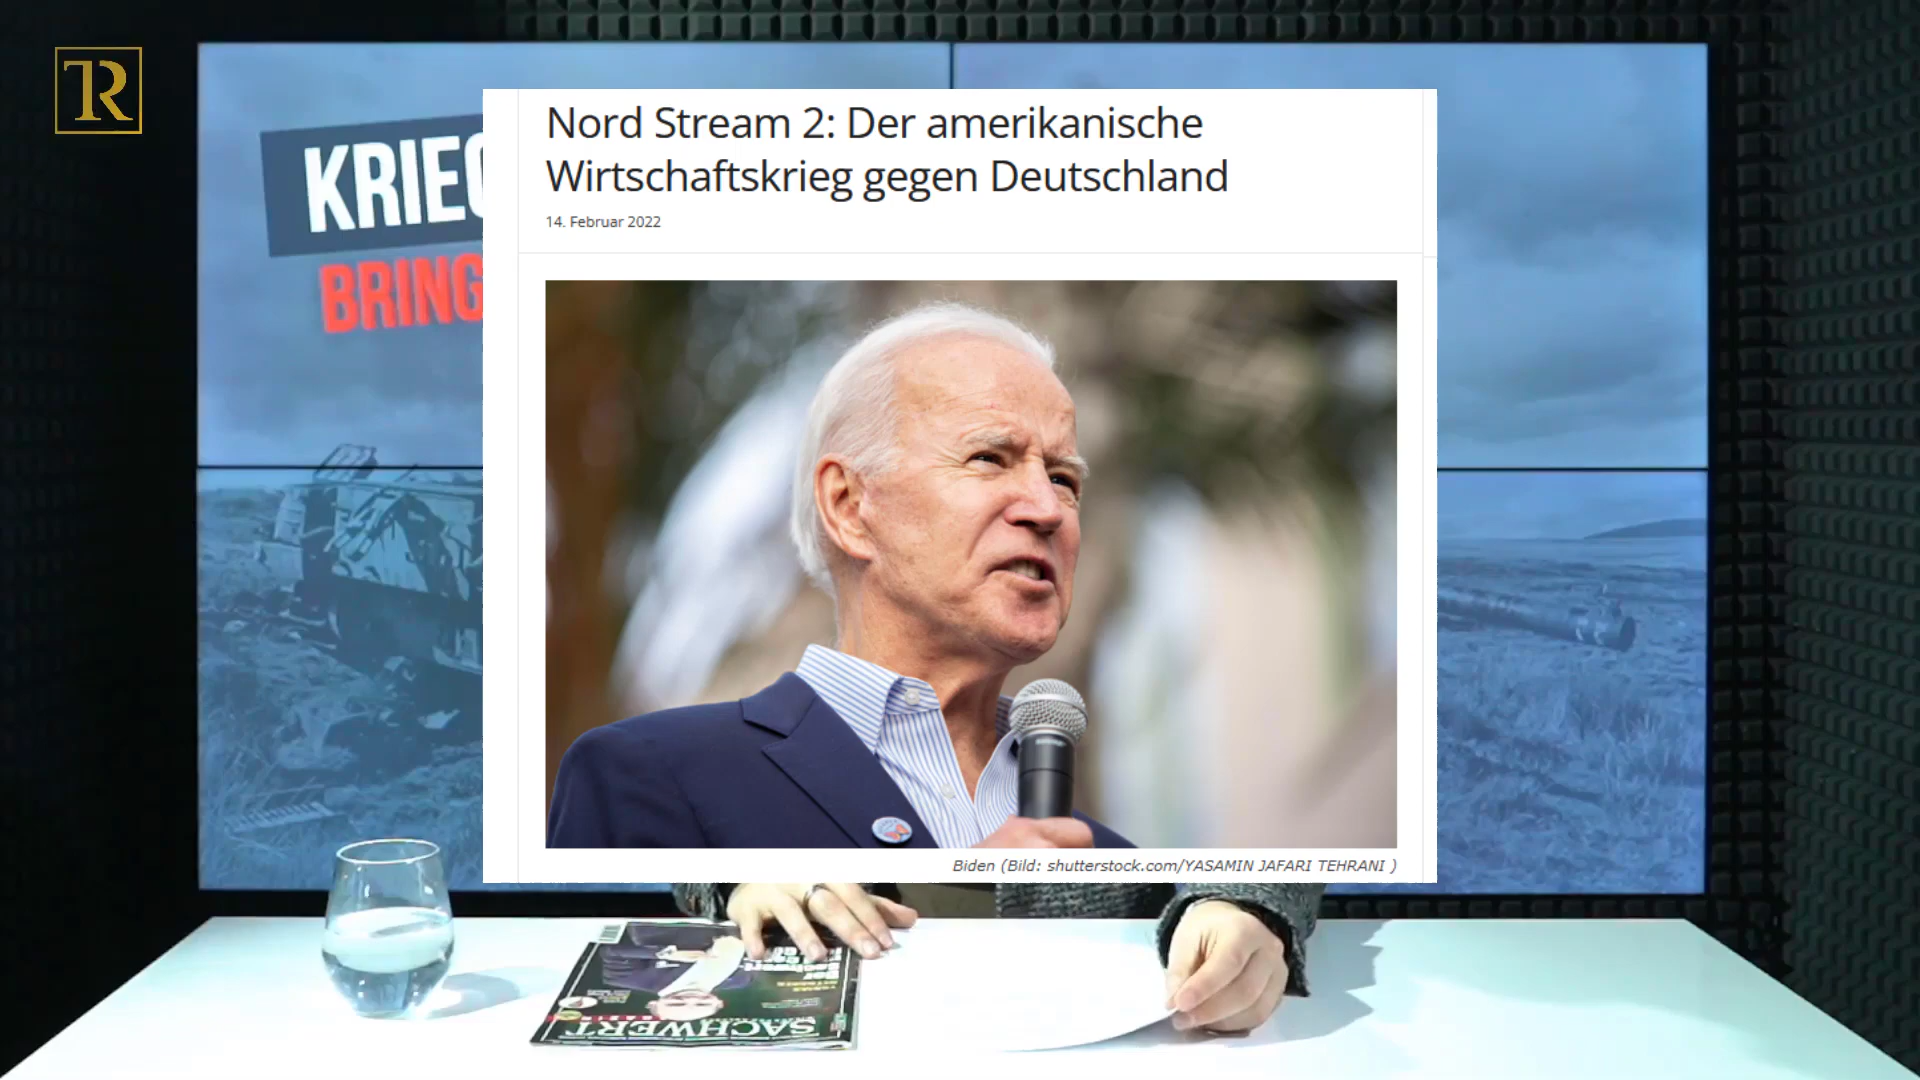 TR
KRIEG
BRING
Nord Stream 2: Der amerikanische
Wirtschaftskrieg gegen Deutschland
14. Februar 2022
Biden (Bild: shutterstock.com/YASAMIN JAFARI TEHRANI )
SACHWERT